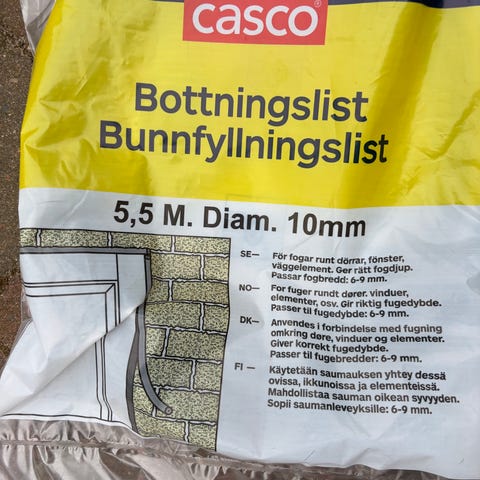 casco
Bottningslist
Bunnfyllningslist
5,5 M. Diam. 10mm
SE— För fogar runt dörrar, fönster,
väggelement. Ger rätt fogdjup.
Passar fogbredd: 6-9 mm.
NO— For fuger rundt dører. vinduer,
elementer, osv. Gir riktig fugedybde.
Passer til fugedybde: 6-9 mm.
DK— Anvendes i forbindelse med fugning
omkring døre, vinduer og elementer.
Giver korrekt fugedybde.
Passer til fugebredder: 6-9 mm.
FI — Käytetään saumauksen yhtey dessä
ovissa, ikkunoissa ja elementeissä.
Mahdollistaa sauman oikean syvyyden.
Sopii saumanleveyksille: 6-9 mm.